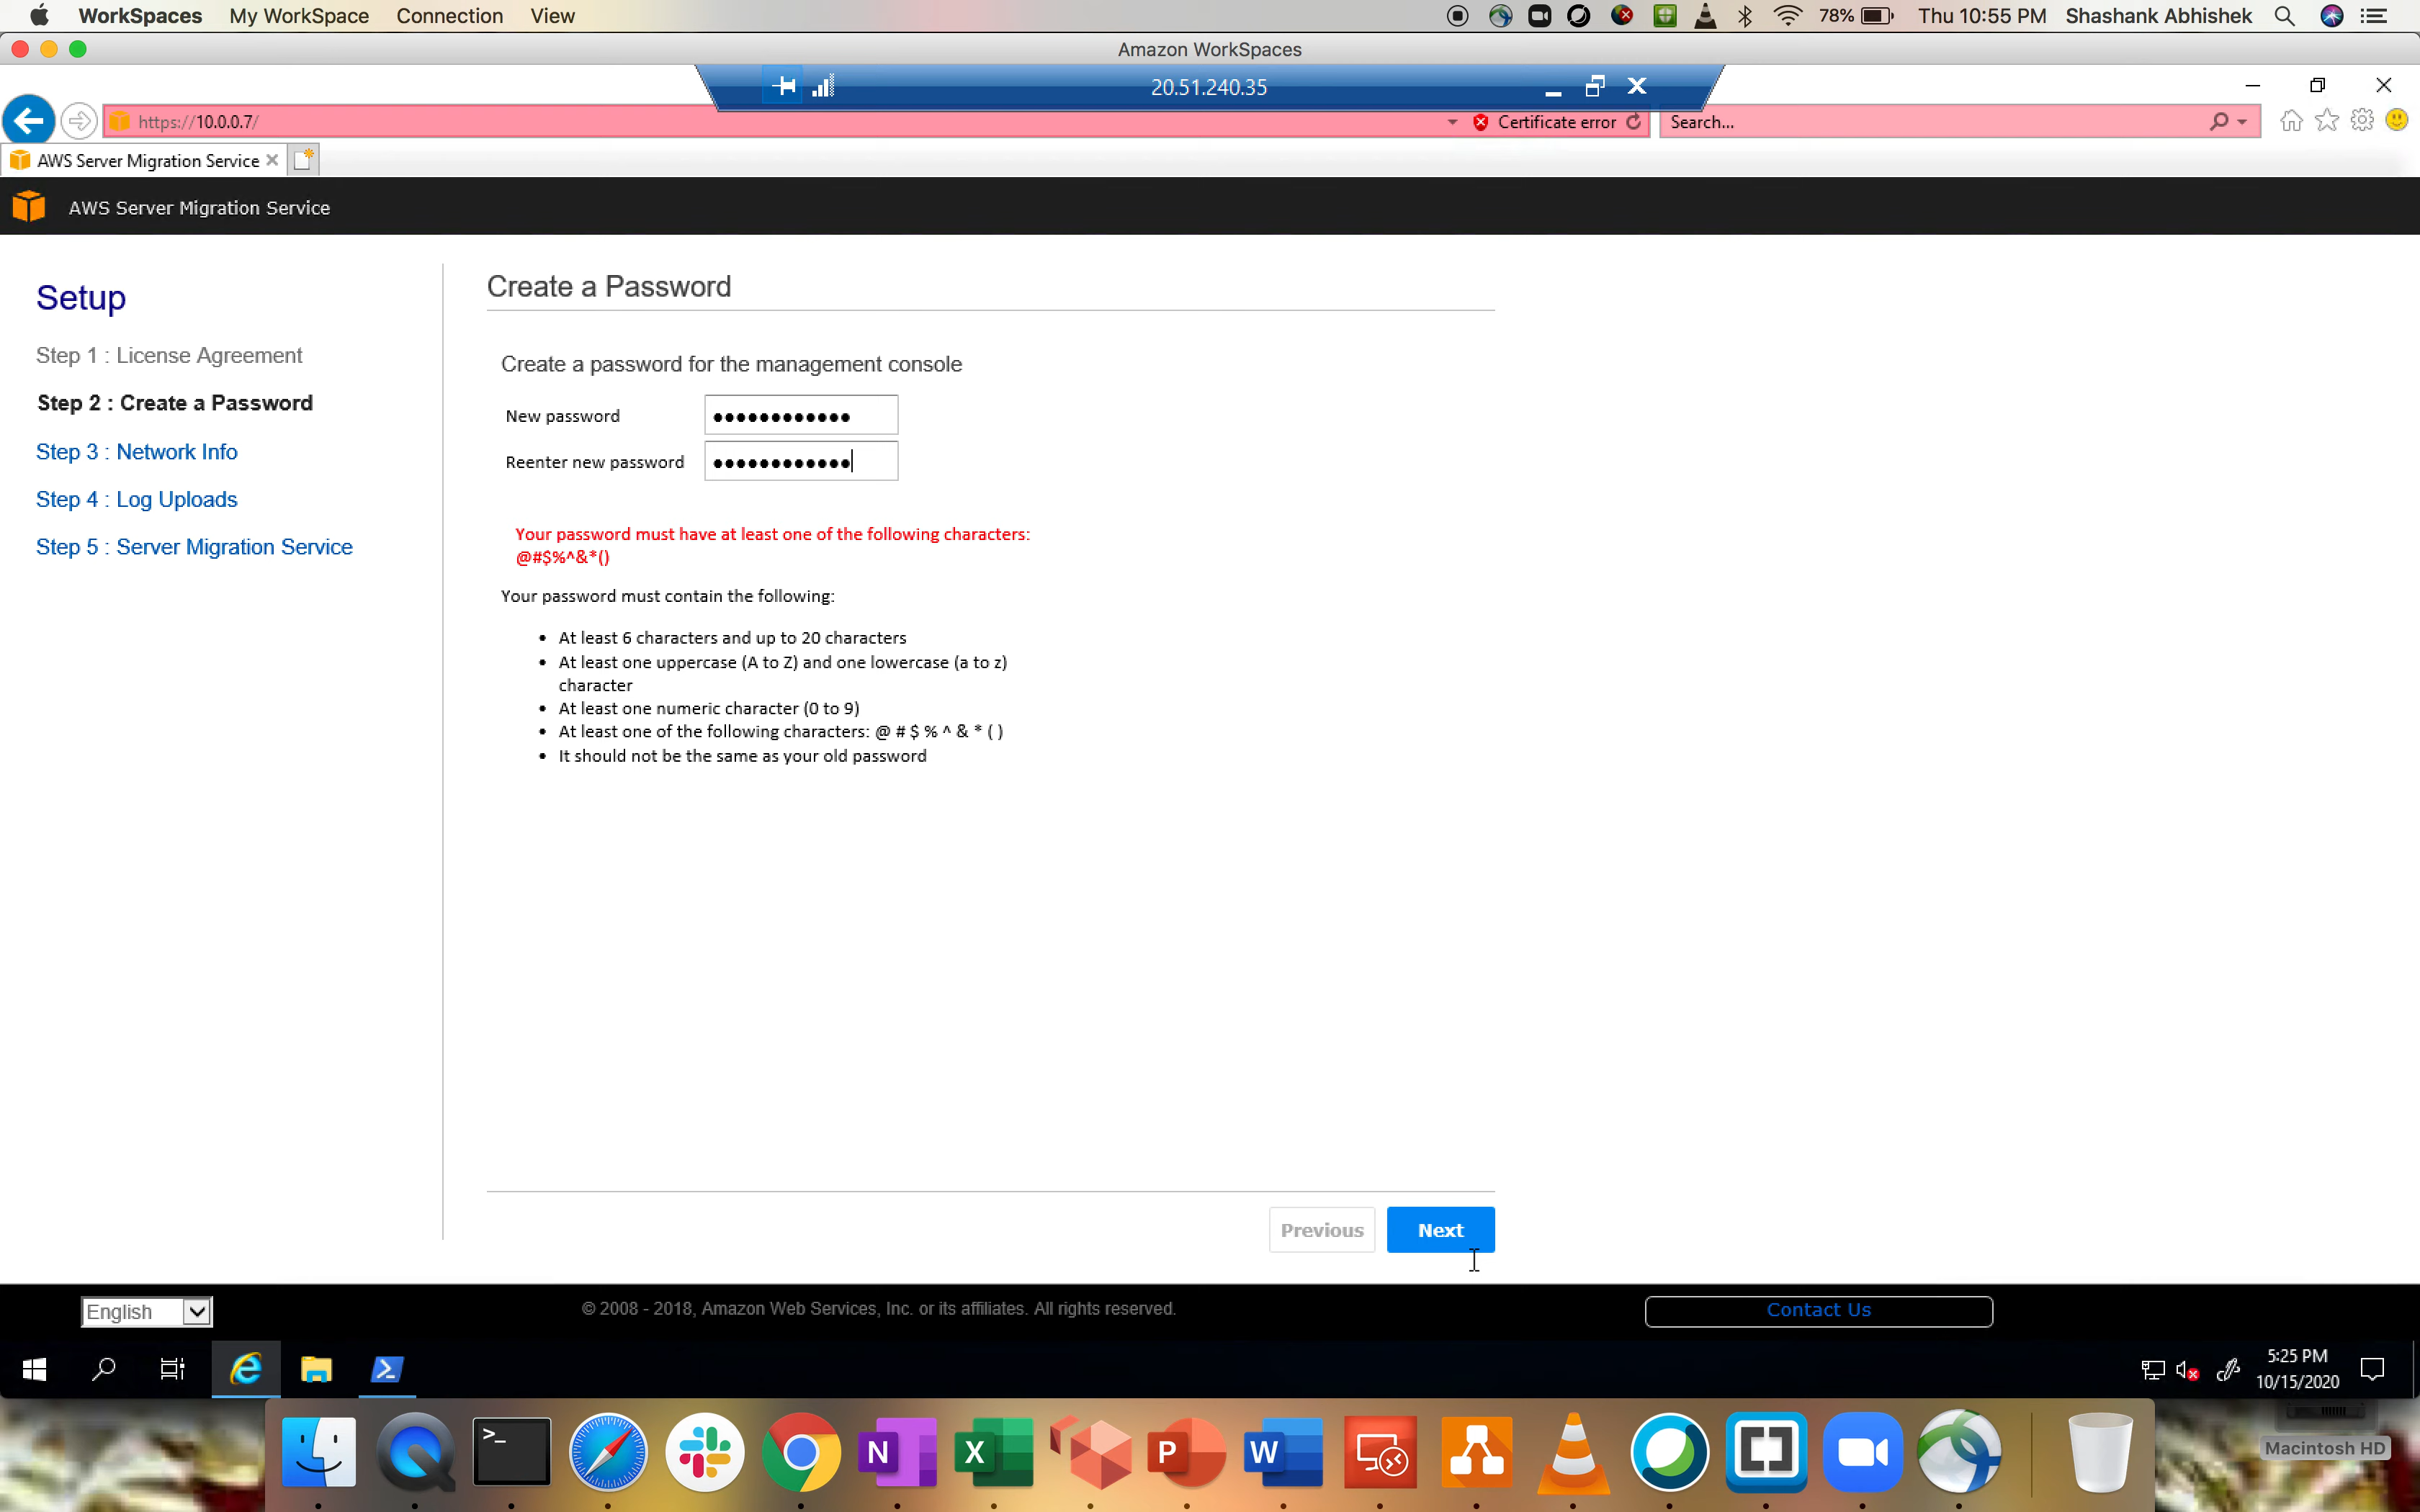 WorkSpaces My WorkSpace Connection View 78% Thu 10:55 PM Shashank Abhishek
Amazon WorkSpaces
20.51.240.35
https://10.0.0.7/ Certificate error Search...
AWS Server Migration Service
AWS Server Migration Service
Setup
Step 1 : License Agreement
Step 2 : Create a Password
Step 3 : Network Info
Step 4 : Log Uploads
Step 5 : Server Migration Service
Create a Password
Create a password for the management console
New password ••••••••••••
Reenter new password ••••••••••••
Your password must have at least one of the following characters:
@#$%^&*()
Your password must contain the following:
• At least 6 characters and up to 20 characters
• At least one uppercase (A to Z) and one lowercase (a to z)
character
• At least one numeric character (0 to 9)
• At least one of the following characters: @ # $ % ^ & * ( )
• It should not be the same as your old password
Previous Next
English © 2008 - 2018, Amazon Web Services, Inc. or its affiliates. All rights reserved. Contact Us
5:25 PM
10/15/2020
>_ N X P W
Macintosh HD